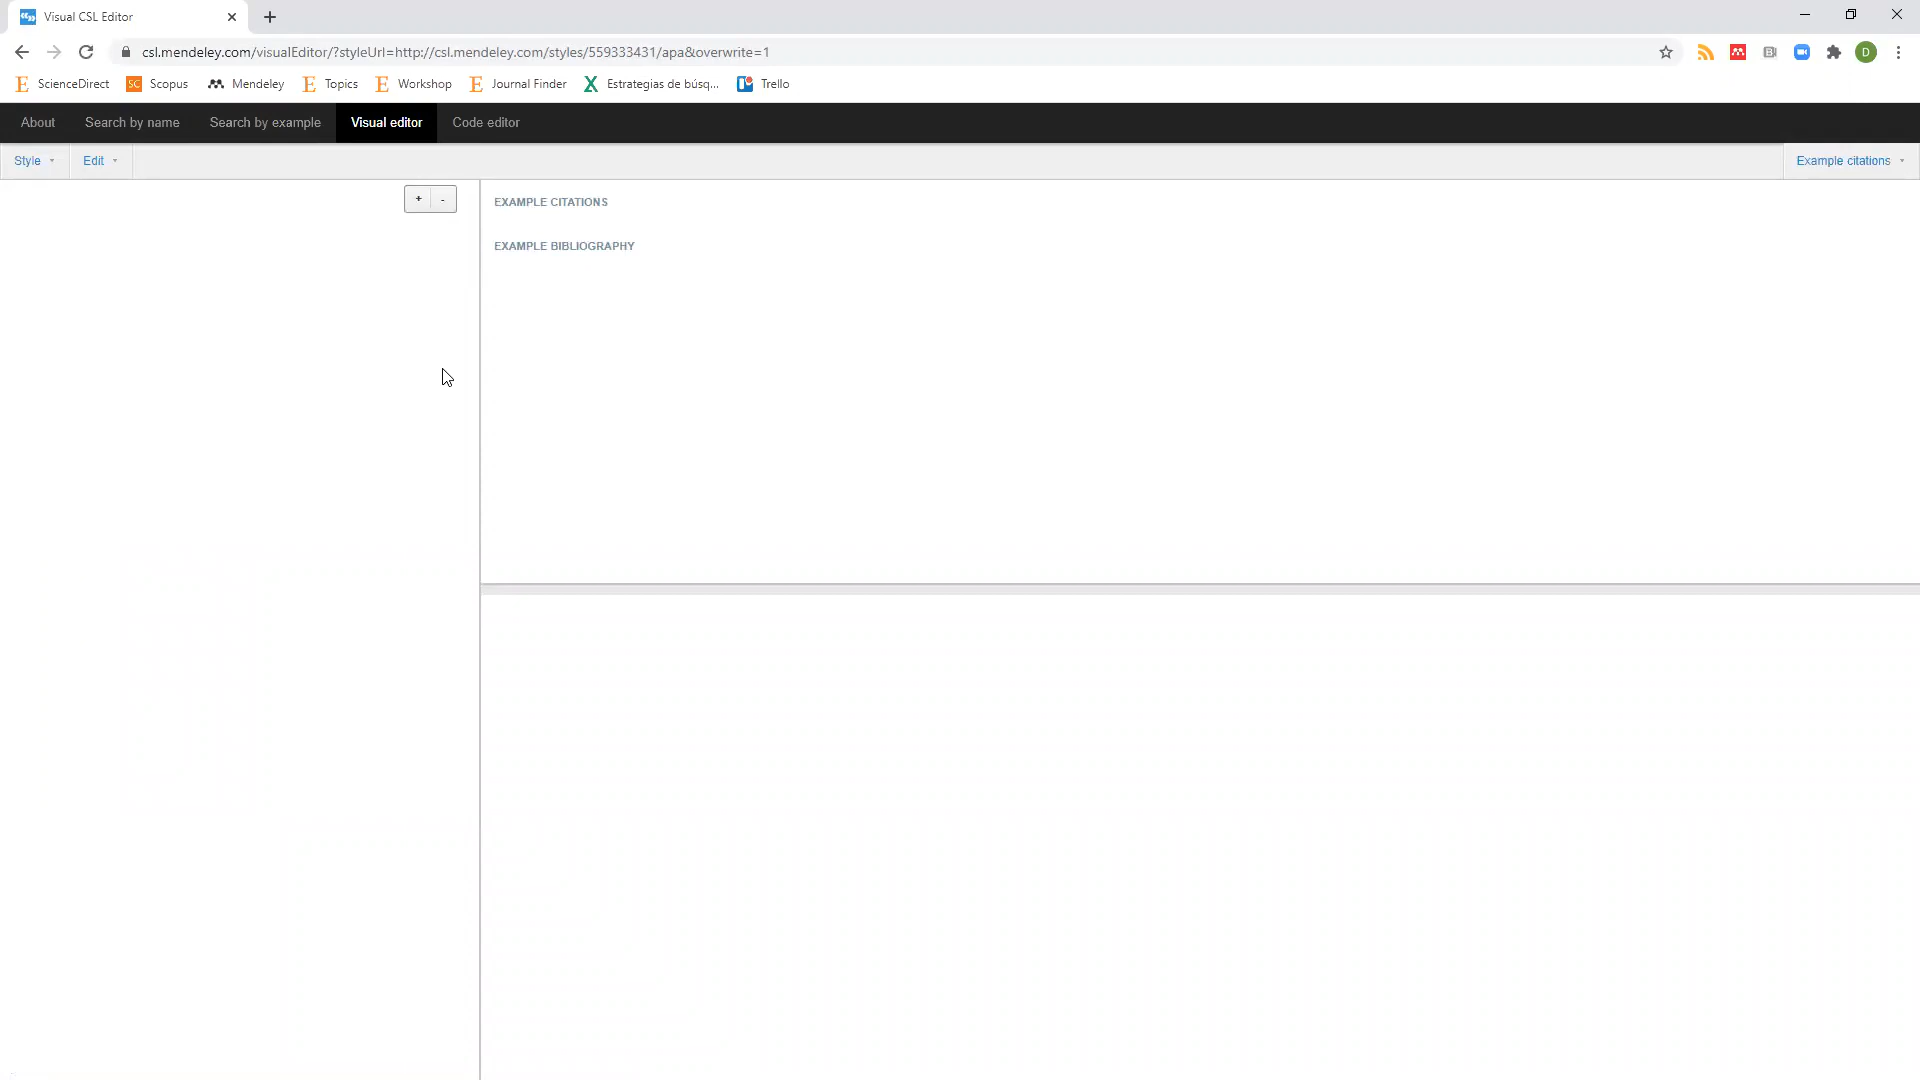 Visual CSL Editor
csl.mendeley.com/visualEditor/?styleUrl=http://csl.mendeley.com/styles/559333431/apa&overwrite=1
D
ScienceDirect SC Scopus Mendeley Topics Workshop Journal Finder Estrategias de búsq... Trello
About Search by name Search by example Visual editor Code editor
Style Edit Example citations
+ -
EXAMPLE CITATIONS
EXAMPLE BIBLIOGRAPHY